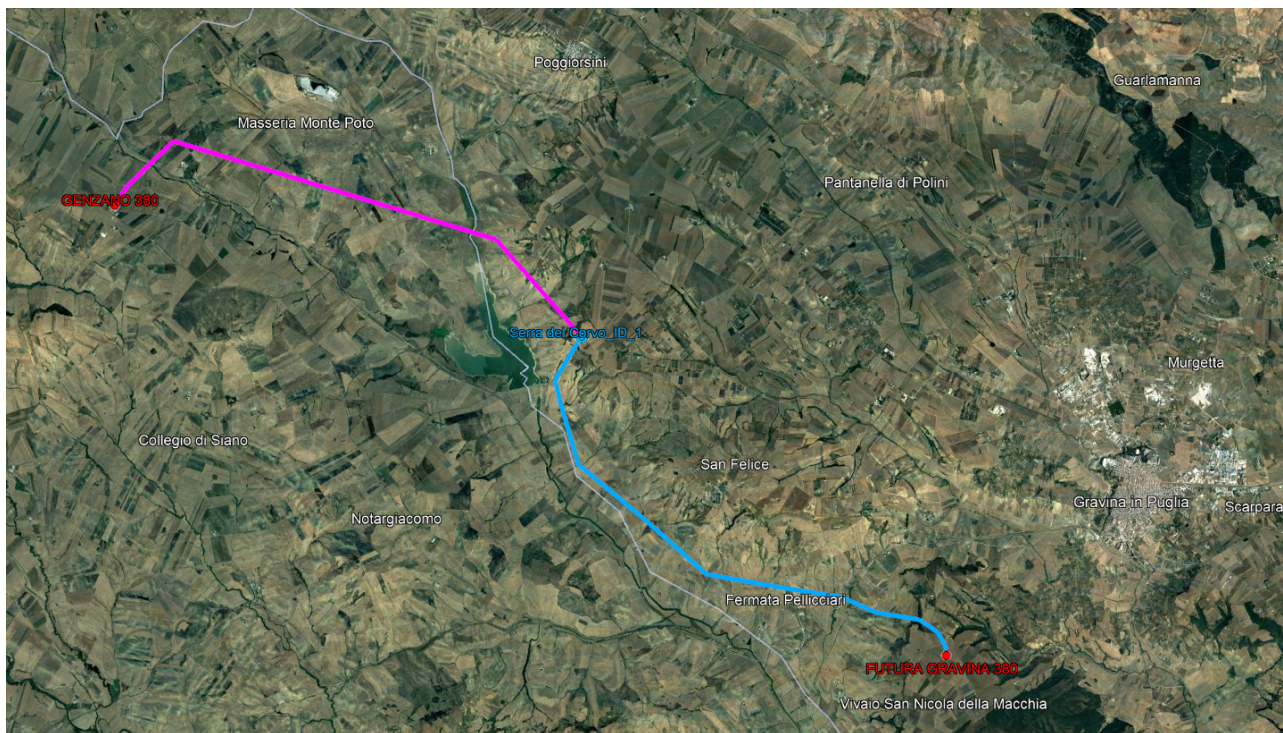 Poggiorsini
Guarlamanna
Masseria Monte Poto
Pantanella di Polini
GENZANO 380
Serra del Corvo_ID_1
Murgetta
Collegio di Siano
San Felice
Gravina in Puglia
Scarpara
Notargiacomo
Fermata Pellicciari
FUTURA GRAVINA 380
Vivaio San Nicola della Macchia